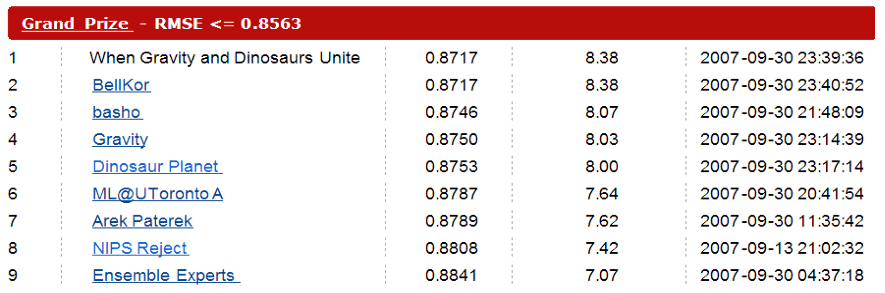 Grand Prize - RMSE <= 0.8563
1 When Gravity and Dinosaurs Unite 0.8717 8.38 2007-09-30 23:39:36
2 BellKor 0.8717 8.38 2007-09-30 23:40:52
3 basho 0.8746 8.07 2007-09-30 21:48:09
4 Gravity 0.8750 8.03 2007-09-30 23:14:39
5 Dinosaur Planet 0.8753 8.00 2007-09-30 23:17:14
6 ML@UToronto A 0.8787 7.64 2007-09-30 20:41:54
7 Arek Paterek 0.8789 7.62 2007-09-30 11:35:42
8 NIPS Reject 0.8808 7.42 2007-09-13 21:02:32
9 Ensemble Experts 0.8841 7.07 2007-09-30 04:37:18